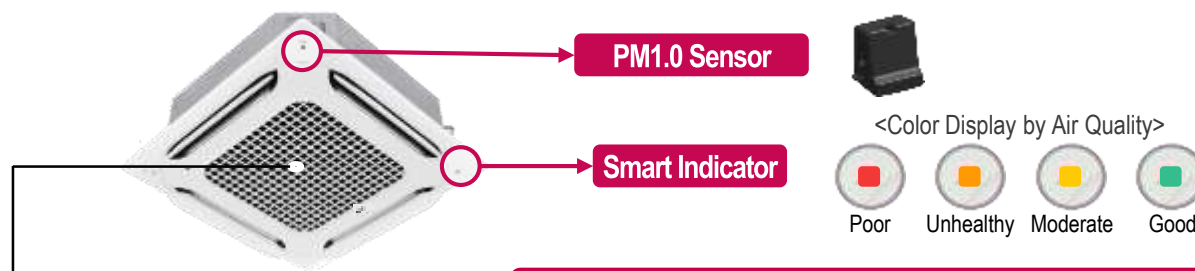 PM1.0 Sensor
<Color Display by Air Quality>
Smart Indicator
Poor Unhealthy Moderate Good